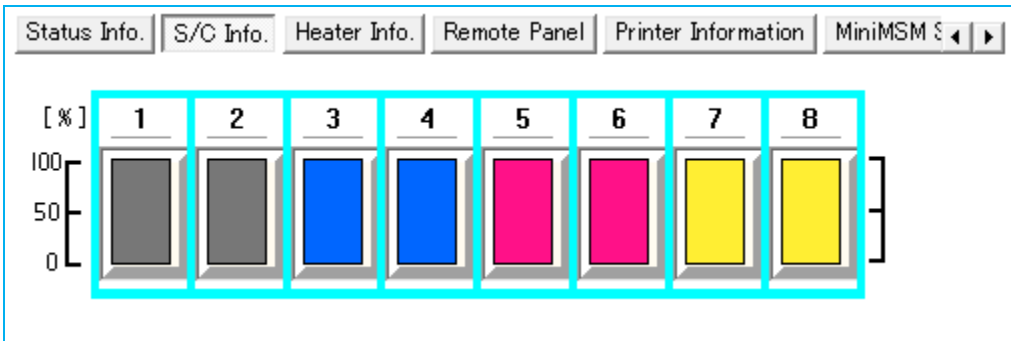 Status Info. S/C Info. Heater Info. Remote Panel Printer Information MiniMSM
[%] 1 2 3 4 5 6 7 8
100
50
0